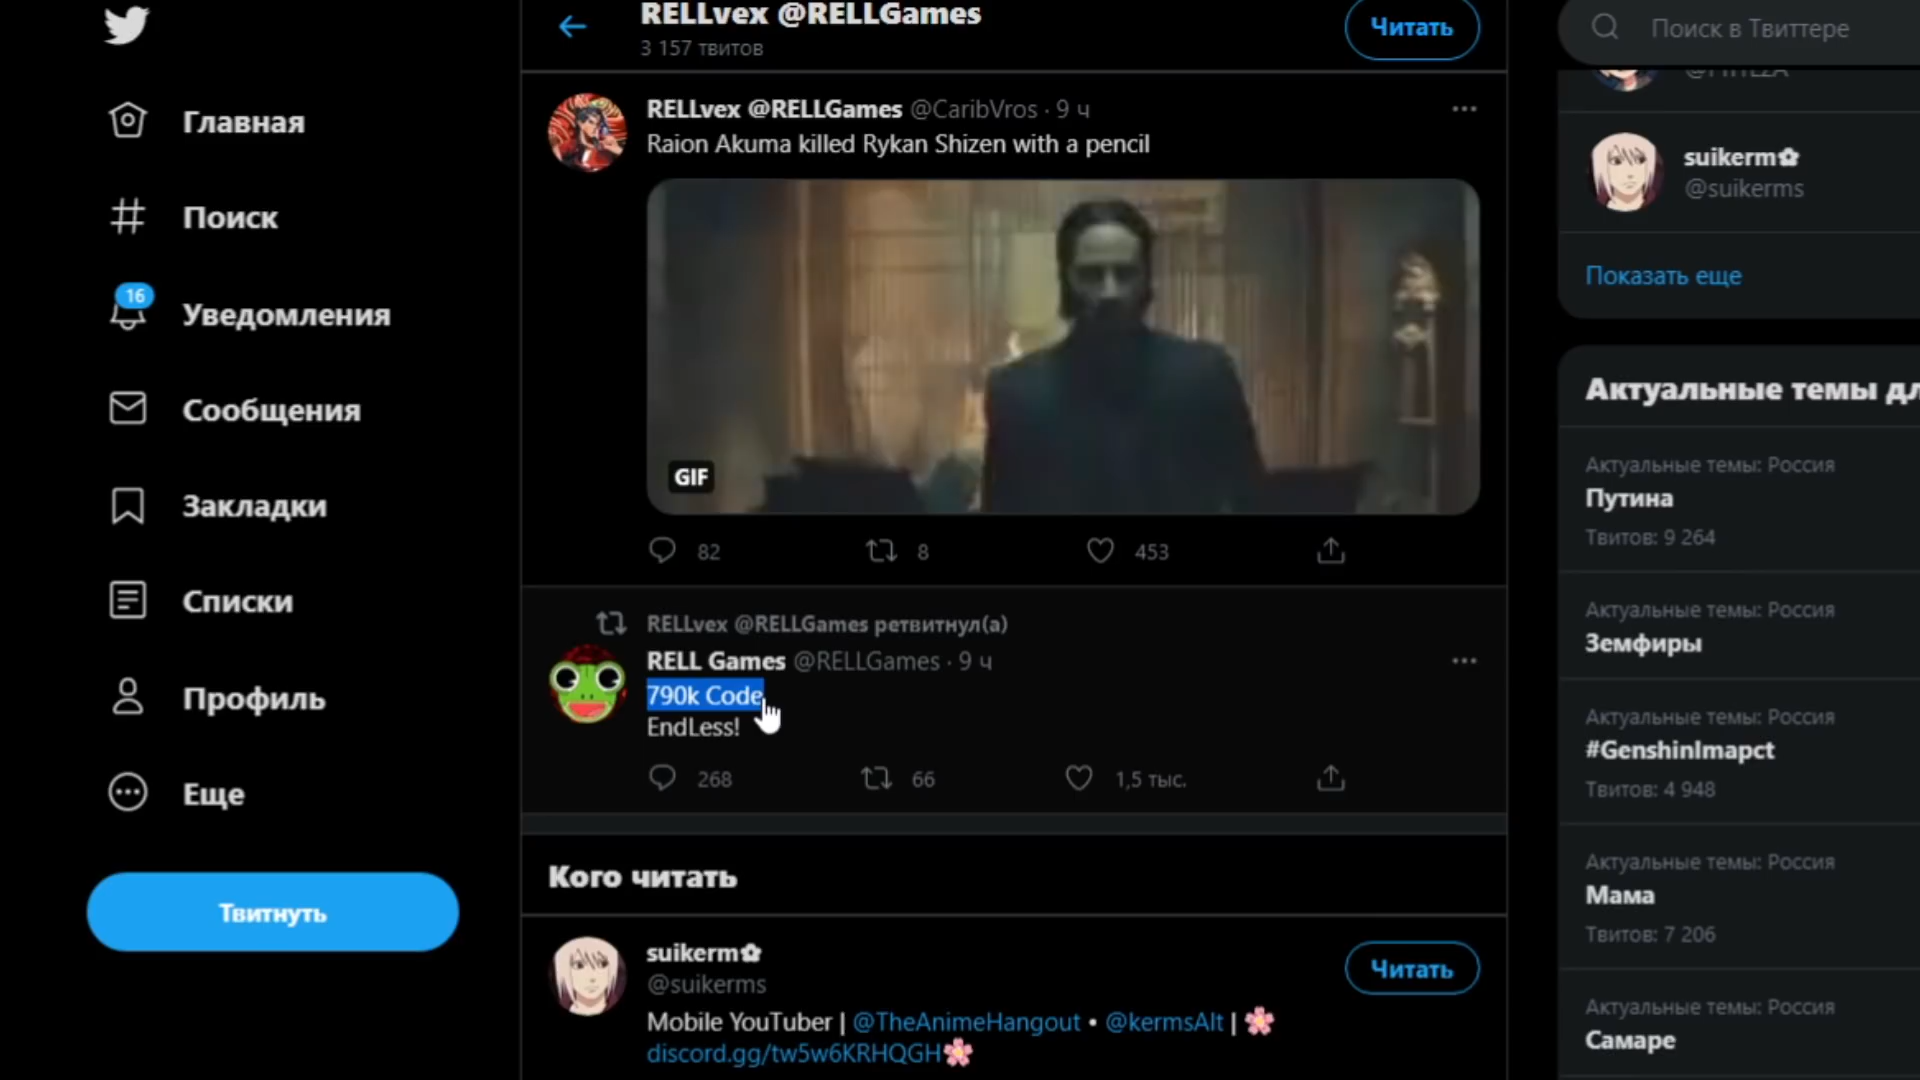 Главная
Поиск
16
Уведомления
Сообщения
Закладки
Списки
Профиль
Еще
Твитнуть
RELLvex @RELLGames
3 157 твитов
Читать
RELLvex @RELLGames @CaribVros · 9 ч
Raion Akuma killed Rykan Shizen with a pencil
GIF
82
8
453
RELLvex @RELLGames ретвитнул(а)
RELL Games @RELLGames · 9 ч
790k Code
EndLess!
268
66
1,5 тыс.
Кого читать
suikerm✿
@suikerms
Читать
Mobile YouTuber | @TheAnimeHangout • @kermsAlt | 🌸
discord.gg/tw5w6KRHQGH🌸
Поиск в Твиттере
suikerm✿
@suikerms
Показать еще
Актуальные темы дл
Актуальные темы: Россия
Путина
Твитов: 9 264
Актуальные темы: Россия
Земфиры
Актуальные темы: Россия
#GenshinImapct
Твитов: 4 948
Актуальные темы: Россия
Мама
Твитов: 7 206
Актуальные темы: Россия
Самаре